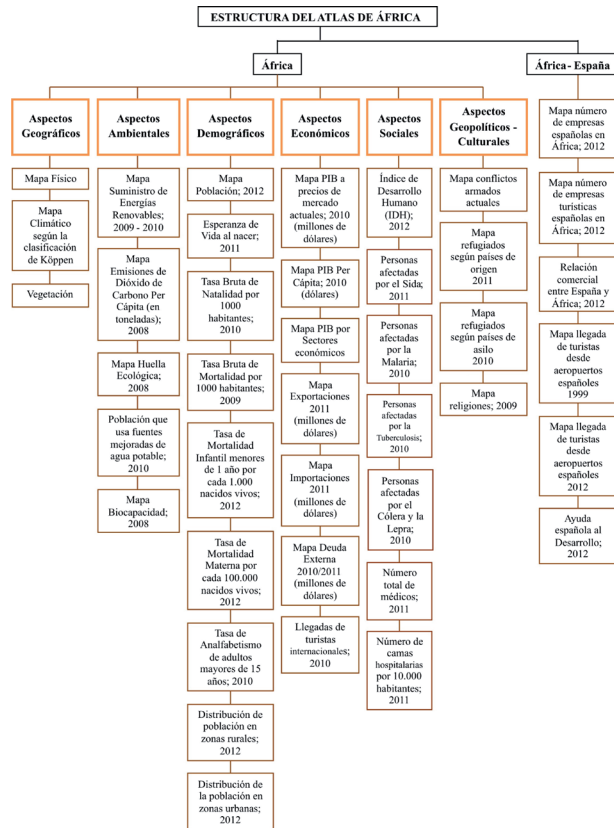 ESTRUCTURA DEL ATLAS DE ÁFRICA
África
África- España
Aspectos
Geográficos
Aspectos
Ambientales
Aspectos
Demográficos
Aspectos
Económicos
Aspectos
Sociales
Aspectos
Geopolíticos -
Culturales
Mapa Físico
Mapa
Climático
según la
clasificación
de Köppen
Vegetación
Mapa
Suministro de
Energías
Renovables;
2009 - 2010
Mapa
Emisiones de
Dióxido de
Carbono Per
Cápita (en
toneladas);
2008
Mapa Huella
Ecológica;
2008
Población que
usa fuentes
mejoradas de
agua potable;
2010
Mapa
Biocapacidad;
2008
Mapa
Población; 2012
Esperanza de
Vida al nacer;
2011
Tasa Bruta de
Natalidad por
1000
habitantes;
2010
Tasa Bruta de
Mortalidad por
1000 habitantes;
2009
Tasa de
Mortalidad
Infantil menores
de 1 año por
cada 1.000
nacidos vivos;
2012
Tasa de
Mortalidad
Materna por
cada 100.000
nacidos vivos;
2012
Tasa de
Analfabetismo
de adultos
mayores de 15
años; 2010
Distribución de
población en
zonas rurales;
2012
Distribución de
la población en
zonas urbanas;
2012
Mapa PIB a
precios de
mercado
actuales; 2010
(millones de
dólares)
Mapa PIB Per
Cápita; 2010
(dólares)
Mapa PIB por
Sectores
económicos
Mapa
Exportaciones
2011
(millones de
dólares)
Mapa
Importaciones
2011
(millones de
dólares)
Mapa Deuda
Externa
2010/2011
(millones de
dólares)
Llegadas de
turistas
internacionales;
2010
Índice de
Desarrollo
Humano
(IDH);
2012
Personas
afectadas
por el Sida;
2011
Personas
afectadas
por la
Malaria;
2010
Personas
afectadas
por la
Tuberculosis;
2010
Personas
afectadas
por el
Cólera y la
Lepra;
2010
Número
total de
médicos;
2011
Número de
camas
hospitalarias
por 10.000
habitantes;
2011
Mapa conflictos
armados
actuales
Mapa
refugiados
según países de
origen
2011
Mapa
refugiados
según países de
asilo
2010
Mapa
religiones; 2009
Mapa número
de empresas
españolas en
África; 2012
Mapa número
de empresas
turísticas
españolas en
África; 2012
Relación
comercial
entre España y
África; 2012
Mapa llegada
de turistas
desde
aeropuertos
españoles
1999
Mapa llegada
de turistas
desde
aeropuertos
españoles
2012
Ayuda
española al
Desarrollo;
2012